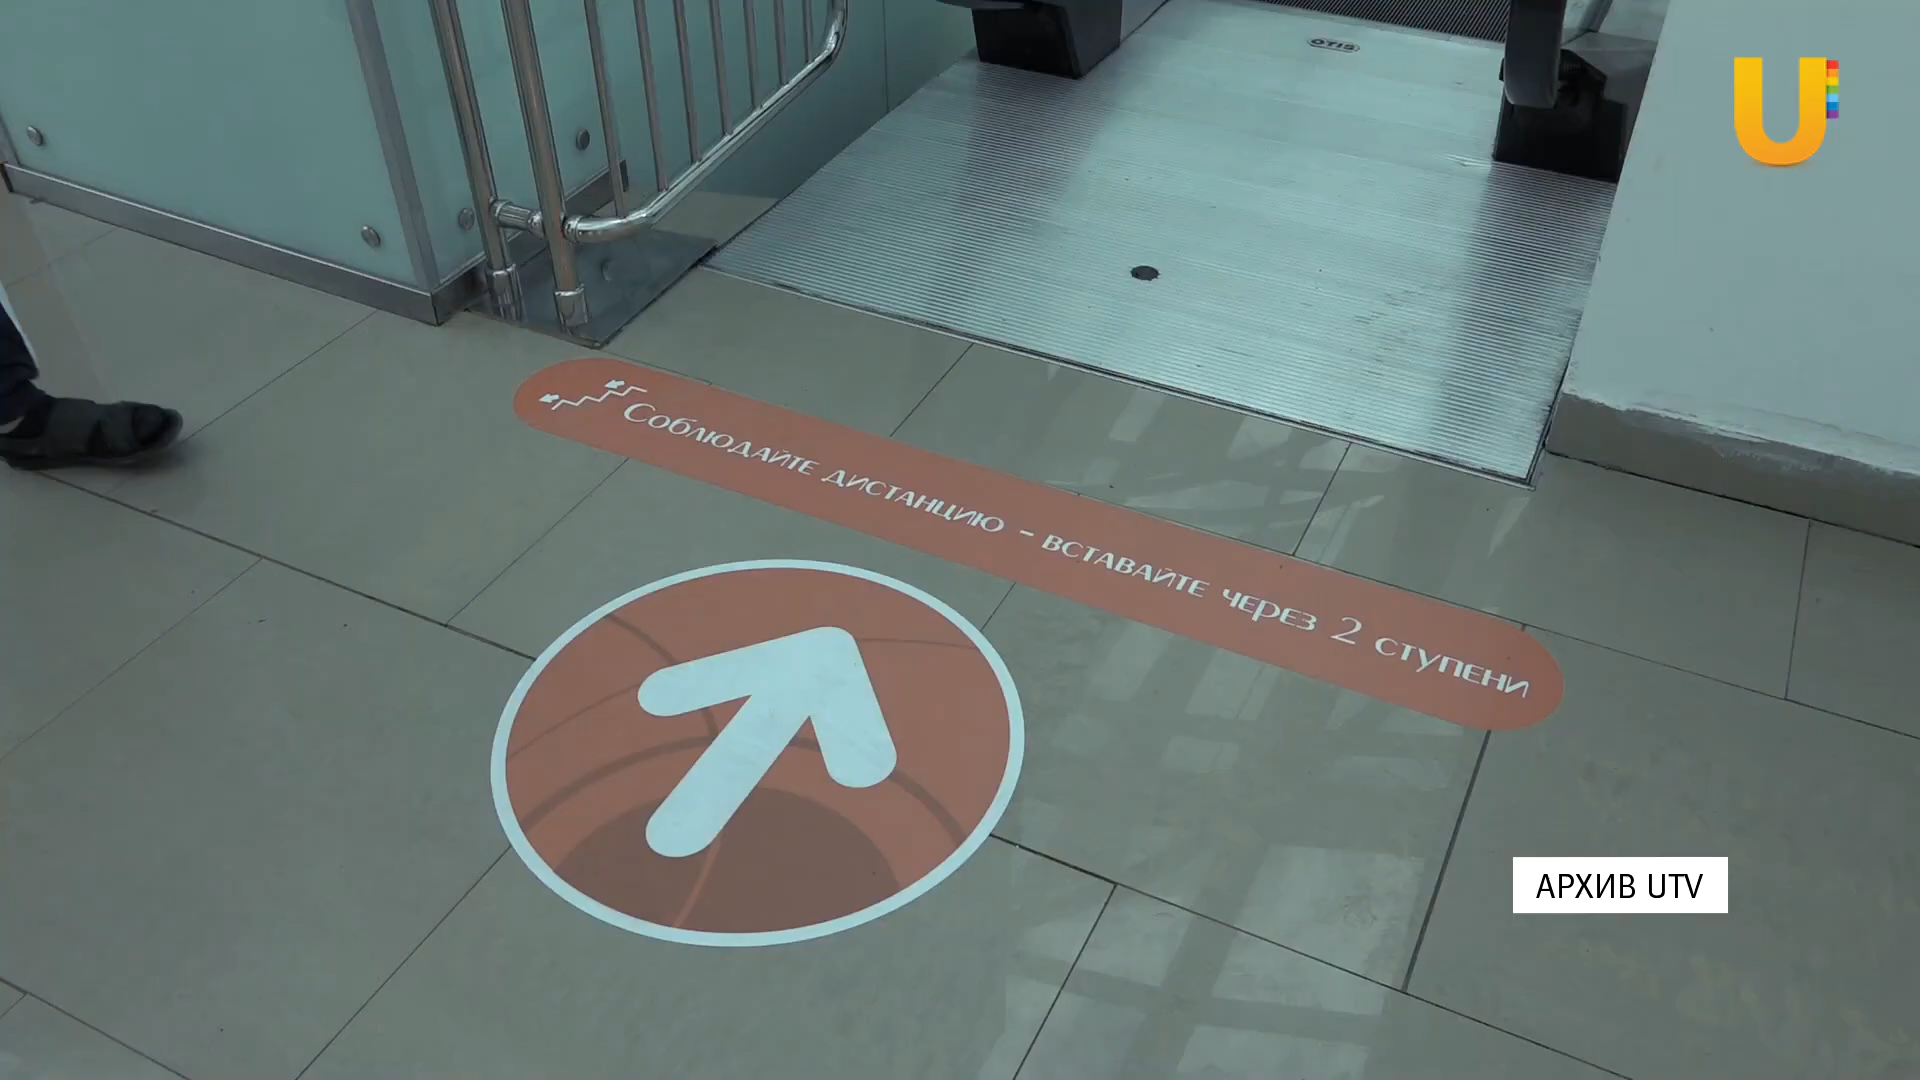 OTIS
U
Соблюдайте дистанцию - вставайте через 2 ступени
АРХИВ UTV